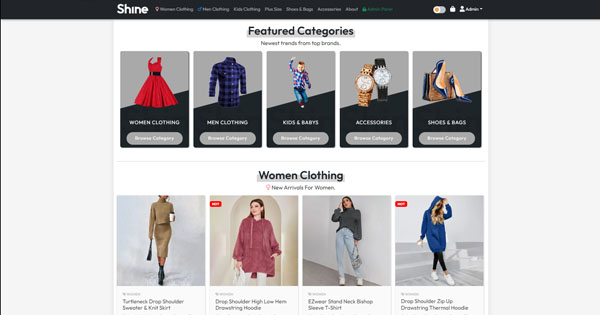 Shine
Women Clothing
Men Clothing
Kids Clothing
Plus Size
Shoes & Bags
Accessories
About
Admin Panel
Admin
Featured Categories
Newest trends from top brands.
WOMEN CLOTHING
MEN CLOTHING
KIDS & BABYS
ACCESSORIES
SHOES & BAGS
Browse Category
Browse Category
Browse Category
Browse Category
Browse Category
Women Clothing
New Arrivals For Women.
HOT
HOT
WOMEN
Turtleneck Drop Shoulder
Sweater & Knit Skirt
WOMEN
Drop Shoulder High Low Hem
Drawstring Hoodie
WOMEN
EZwear Stand Neck Bishop
Sleeve T-Shirt
WOMEN
Drop Shoulder Zip Up
Drawstring Thermal Hoodie